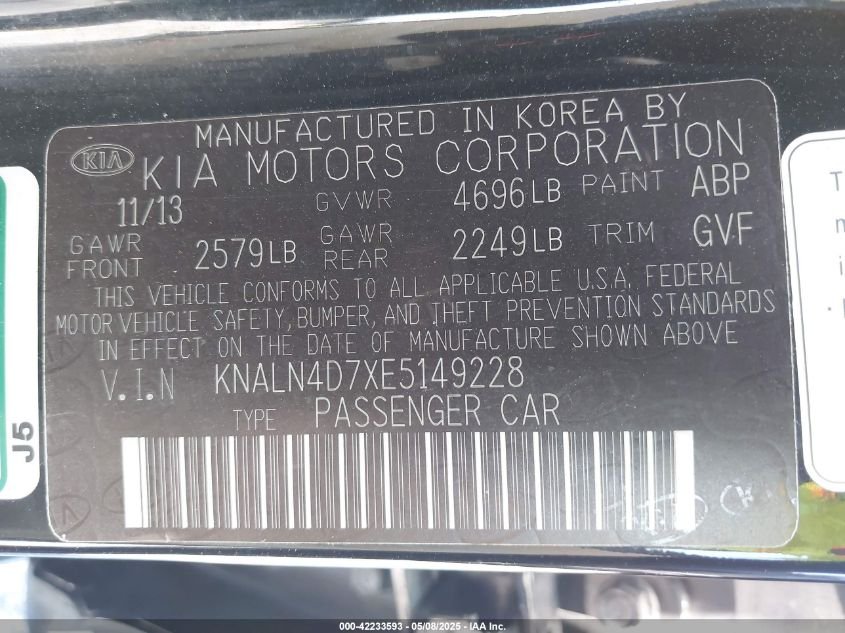 MANUFACTURED IN KOREA BY
KIA KIA MOTORS CORPORATION
11/13 GVWR 4696LB PAINT ABP
GAWR FRONT 2579LB GAWR REAR 2249LB TRIM GVF
THIS VEHICLE CONFORMS TO ALL APPLICABLE U.S.A. FEDERAL
MOTOR VEHICLE SAFETY, BUMPER, AND THEFT PREVENTION STANDARDS
IN EFFECT ON THE DATE OF MANUFACTURE SHOWN ABOVE
V.I.N KNALN4D7XE5149228
TYPE PASSENGER CAR
J5
000-42233593 - 05/08/2025 - IAA Inc.